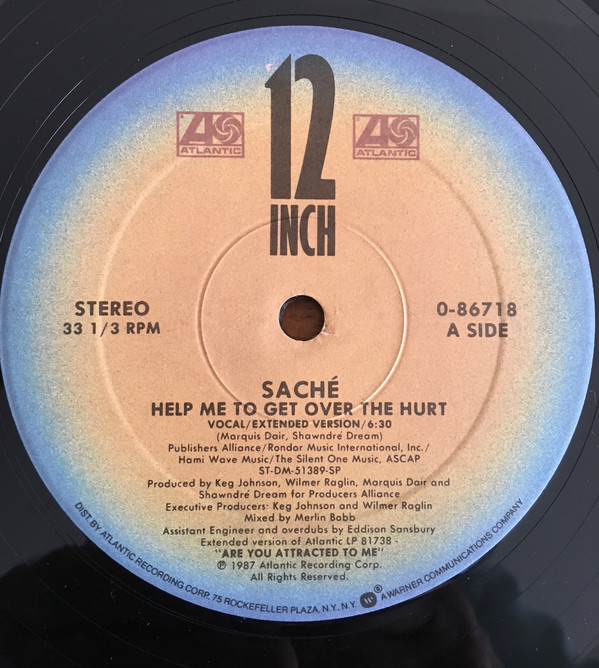 12
INCH
ATLANTIC
ATLANTIC
STEREO
33 1/3 RPM
0-86718
A SIDE
SACHÉ
HELP ME TO GET OVER THE HURT
VOCAL/EXTENDED VERSION/6:30
(Marquis Dair, Shawndré Dream)
Publishers Alliance/Rondor Music International, Inc./
Hami Wave Music/The Silent One Music, ASCAP
ST-DM-51389-SP
Produced by Keg Johnson, Wilmer Raglin, Marquis Dair and
Shawndré Dream for Producers Alliance
Executive Producers: Keg Johnson and Wilmer Raglin
Mixed by Merlin Bobb
Assistant Engineer and overdubs by Eddison Sansbury
Extended version of Atlantic LP 81738 -
"ARE YOU ATTRACTED TO ME"
℗ 1987 Atlantic Recording Corp.
All Rights Reserved.
DIST BY ATLANTIC RECORDING CORP. 75 ROCKEFELLER PLAZA, N.Y., N.Y. ® A WARNER COMMUNICATIONS COMPANY